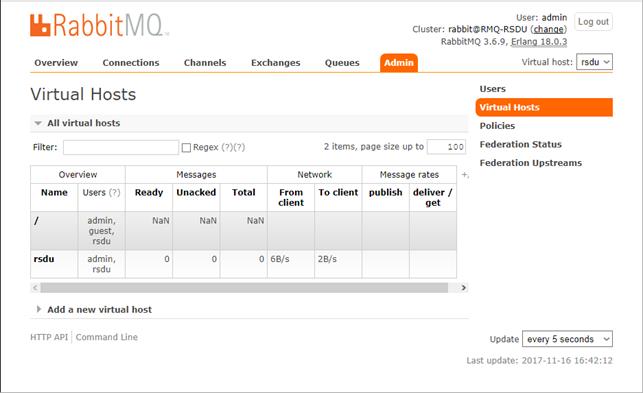 RabbitMQ
User: admin
Log out
Cluster: rabbit@RMQ-RSDU (change)
RabbitMQ 3.6.9, Erlang 18.0.3
Overview Connections Channels Exchanges Queues Admin Virtual host: rsdu
Virtual Hosts
All virtual hosts
Filter: Regex (?)(?) 2 items, page size up to 100
Overview Messages Network Message rates +/-
Name Users (?) Ready Unacked Total From client To client publish deliver / get
/ admin, guest, rsdu NaN NaN NaN
rsdu admin, rsdu 0 0 0 6B/s 2B/s
Add a new virtual host
HTTP API Command Line
Users
Virtual Hosts
Policies
Federation Status
Federation Upstreams
Update every 5 seconds
Last update: 2017-11-16 16:42:12